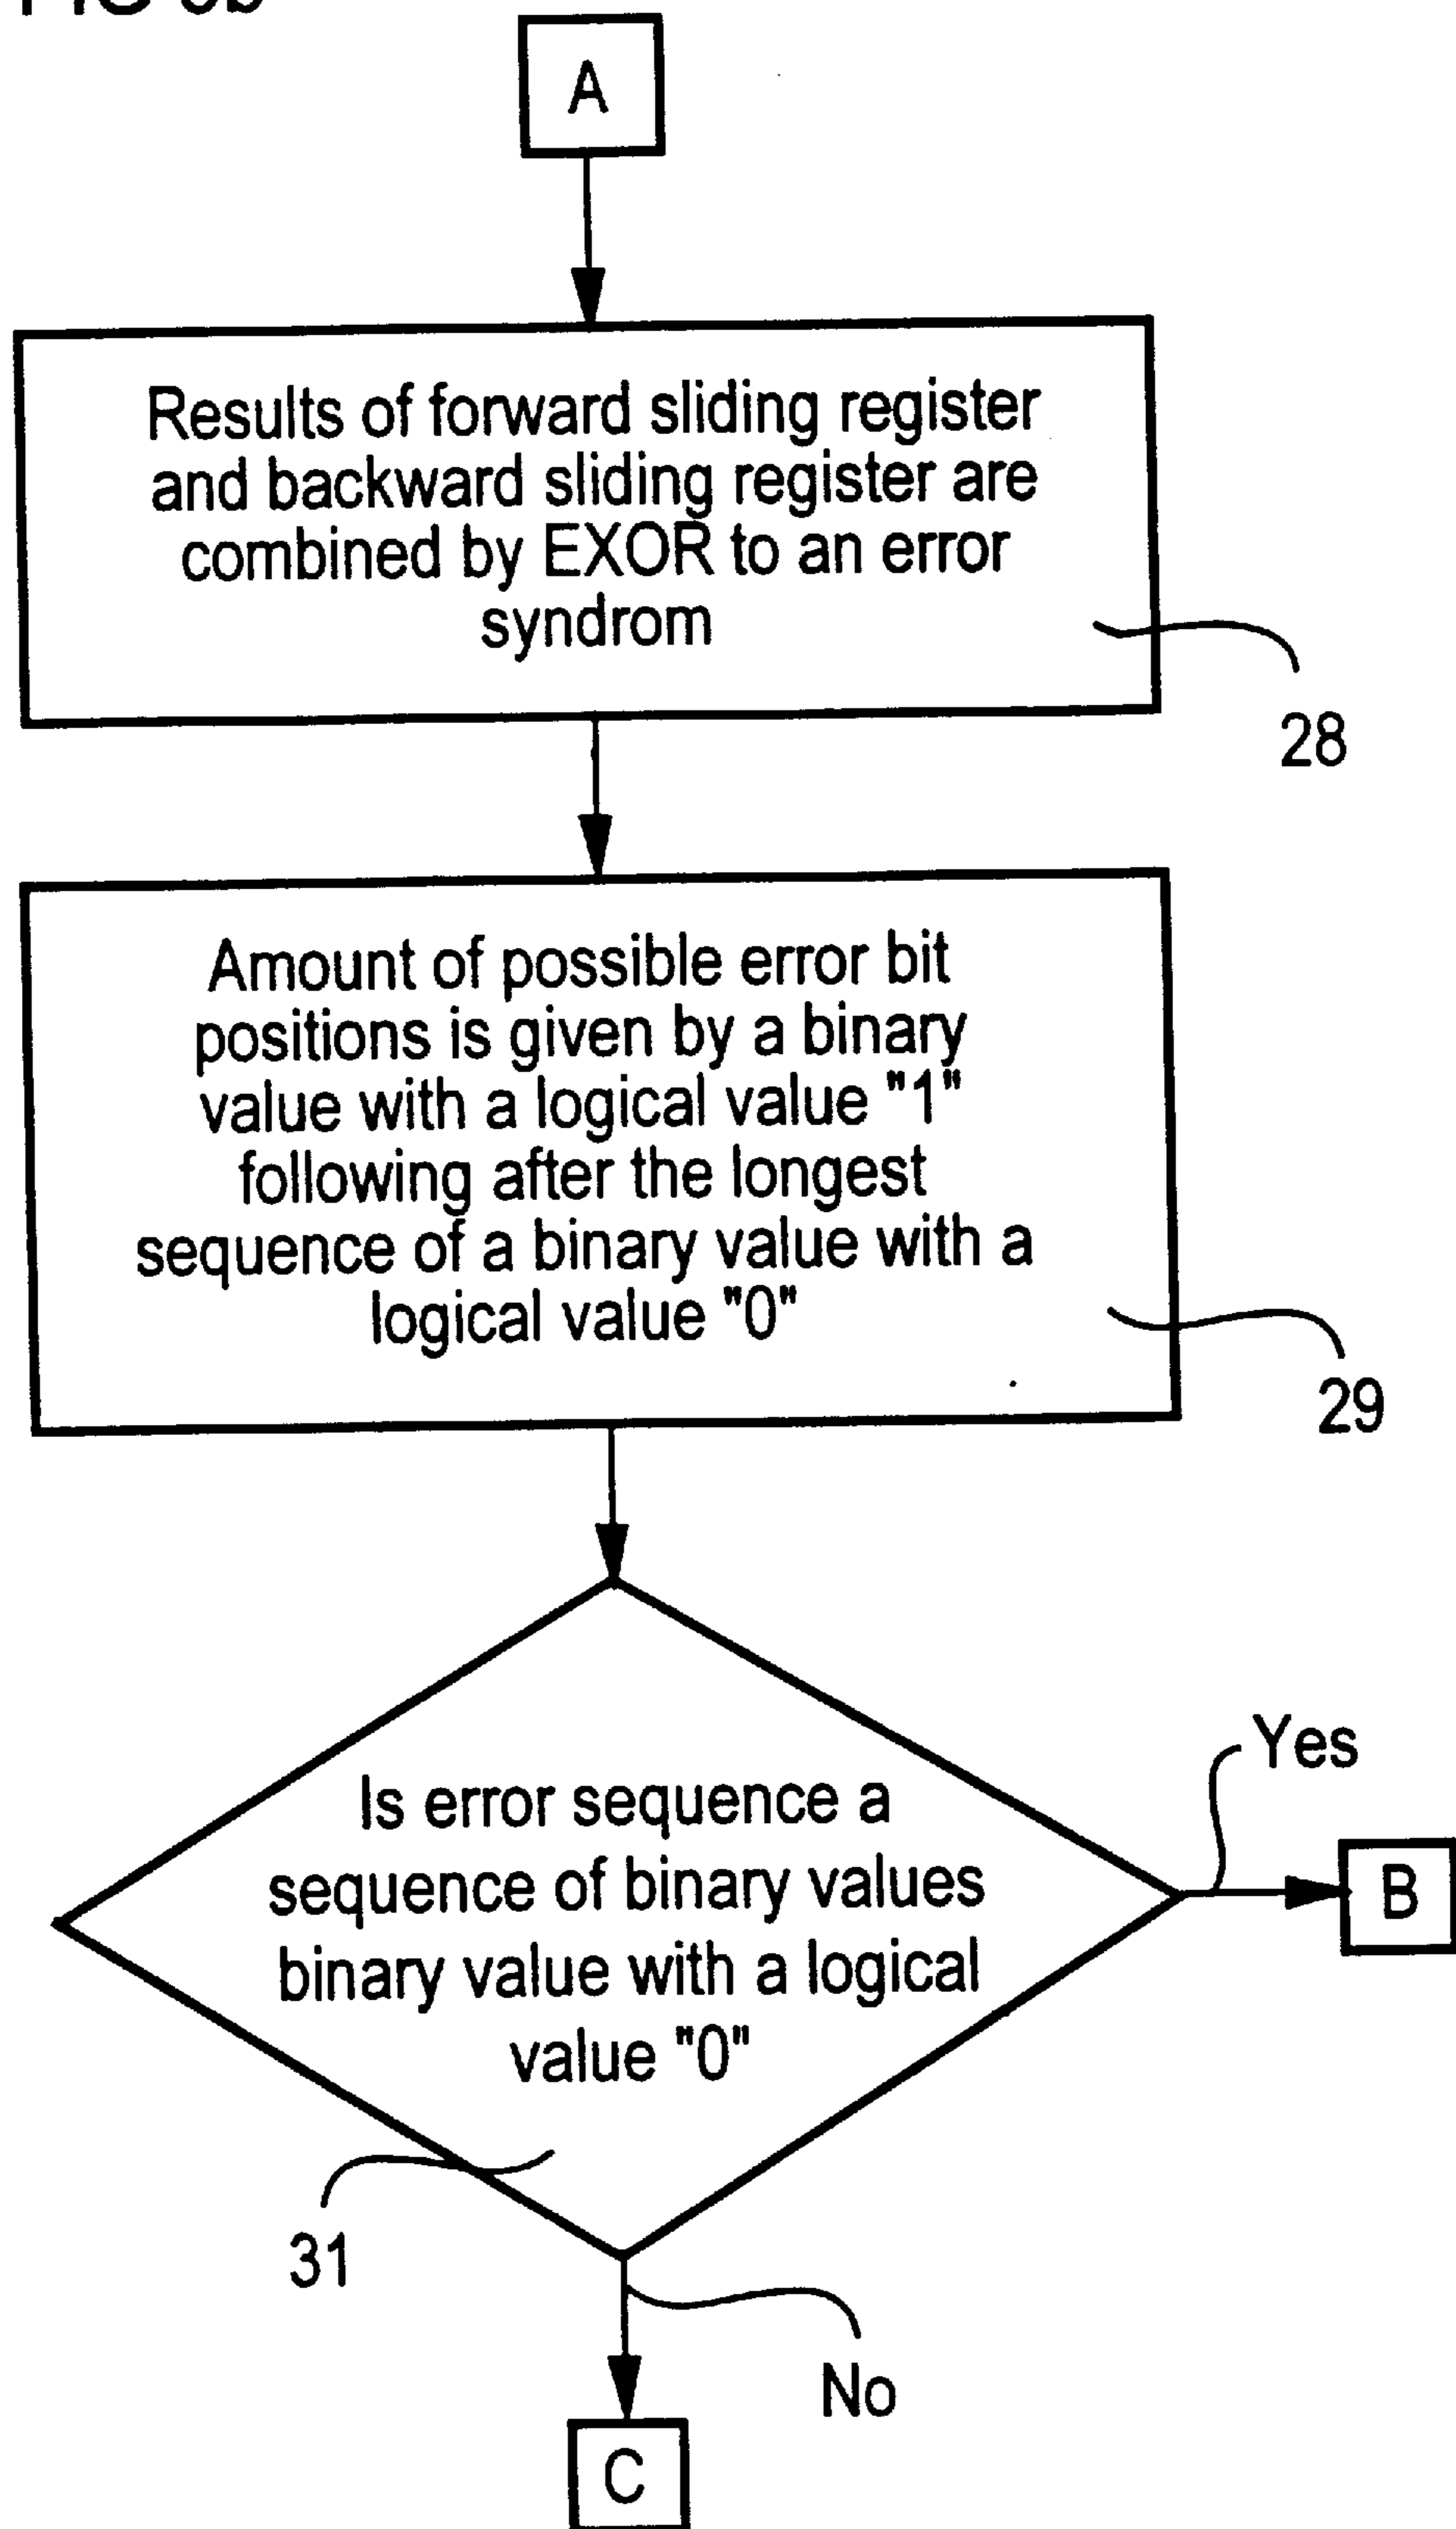 A
Results of forward sliding register
and backward sliding register are
combined by EXOR to an error
syndrom
28
Amount of possible error bit
positions is given by a binary
value with a logical value "1"
following after the longest
sequence of a binary value with a
logical value "0"
29
Is error sequence a
sequence of binary values
binary value with a logical
value "0"
Yes
B
31
No
C